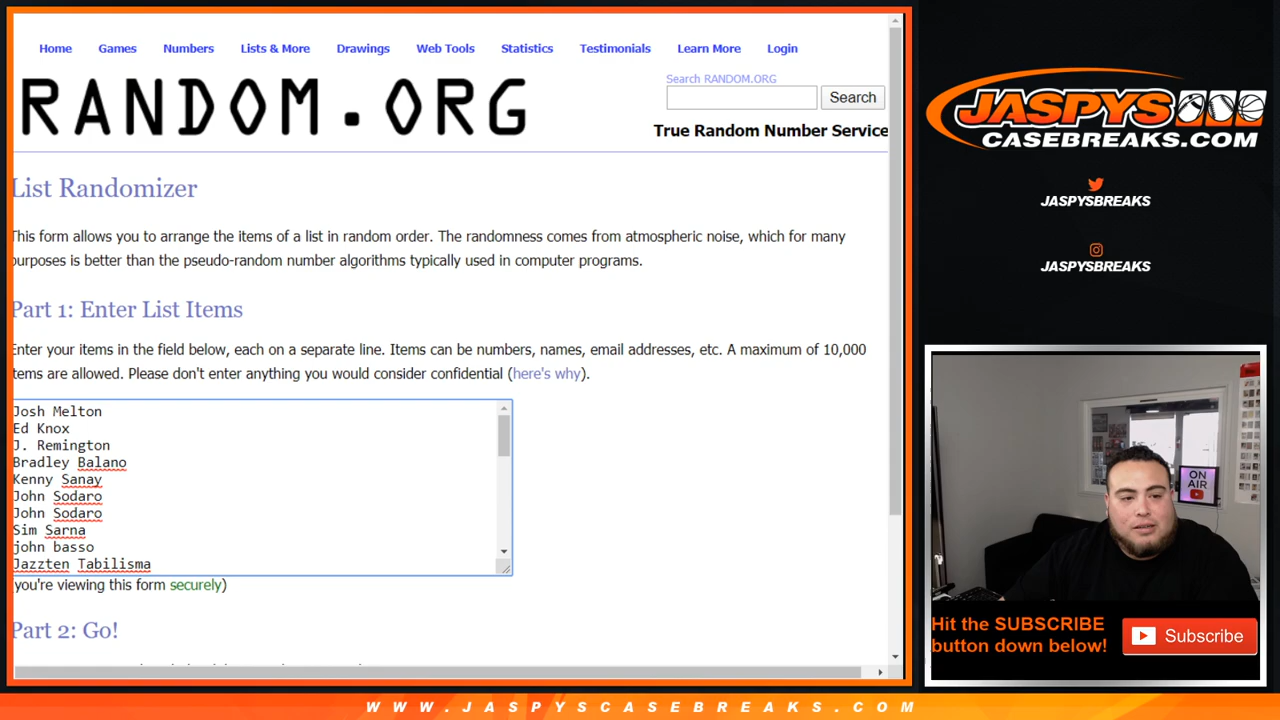 Home Games Numbers Lists & More Drawings Web Tools Statistics Testimonials Learn More Login
RANDOM.ORG
Search RANDOM.ORG
Search
True Random Number Service
List Randomizer
This form allows you to arrange the items of a list in random order. The randomness comes from atmospheric noise, which for many
purposes is better than the pseudo-random number algorithms typically used in computer programs.
Part 1: Enter List Items
Enter your items in the field below, each on a separate line. Items can be numbers, names, email addresses, etc. A maximum of 10,000
items are allowed. Please don't enter anything you would consider confidential (here's why).
Josh Melton
Ed Knox
J. Remington
Bradley Balano
Kenny Sanay
John Sodaro
John Sodaro
Sim Sarna
john basso
Jazzten Tabilisma
(you're viewing this form securely)
Part 2: Go!
JASPYS
CASEBREAKS.COM
JASPYSBREAKS
JASPYSBREAKS
ON
AIR
Hit the SUBSCRIBE
button down below!
Subscribe
WWW.JASPYSCASEBREAKS.COM